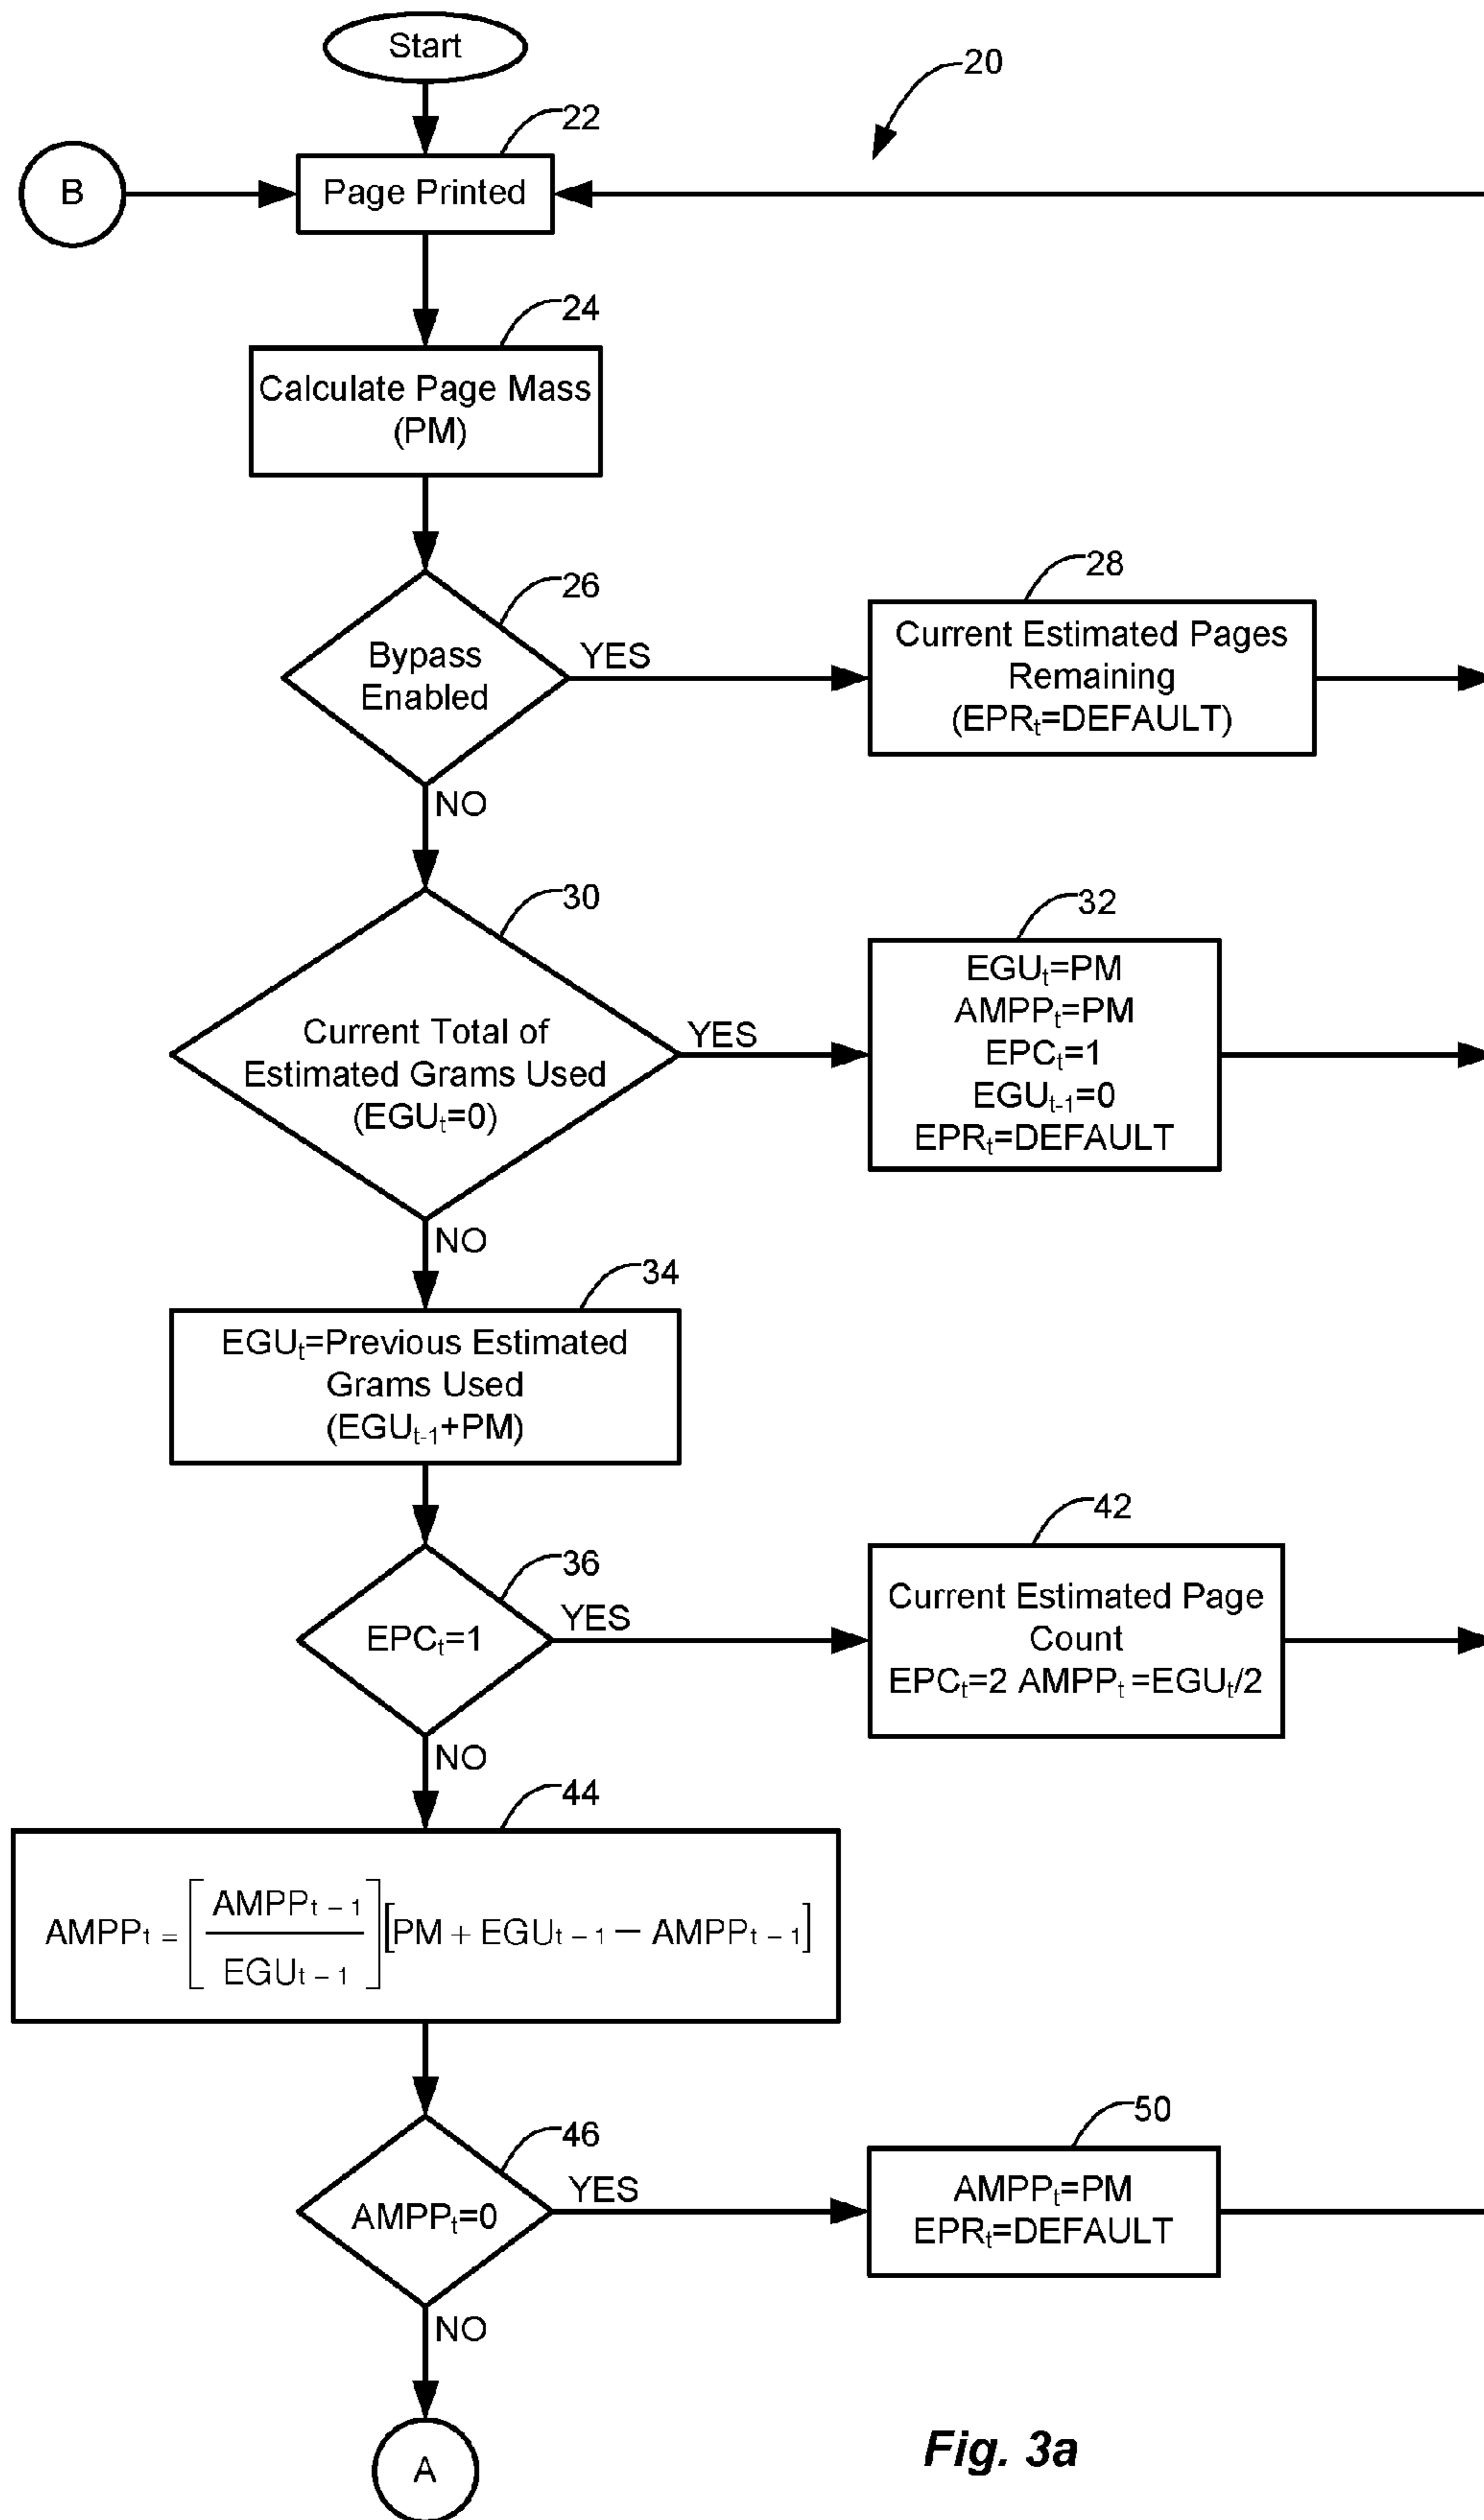 Start
20
22
B
Page Printed
24
Calculate Page Mass
(PM)
26
Bypass
Enabled
YES
28
Current Estimated Pages
Remaining
(EPRt=DEFAULT)
NO
30
Current Total of
Estimated Grams Used
(EGUt=0)
YES
32
EGUt=PM
AMPPt=PM
EPCt=1
EGUt-1=0
EPRt=DEFAULT
NO
34
EGUt=Previous Estimated
Grams Used
(EGUt-1+PM)
36
EPCt=1
YES
42
Current Estimated Page
Count
EPCt=2 AMPPt=EGUt/2
NO
44
AMPPt = [AMPPt – 1 / EGUt – 1] [PM + EGUt – 1 – AMPPt – 1]
46
AMPPt=0
YES
50
AMPPt=PM
EPRt=DEFAULT
NO
A
Fig. 3a